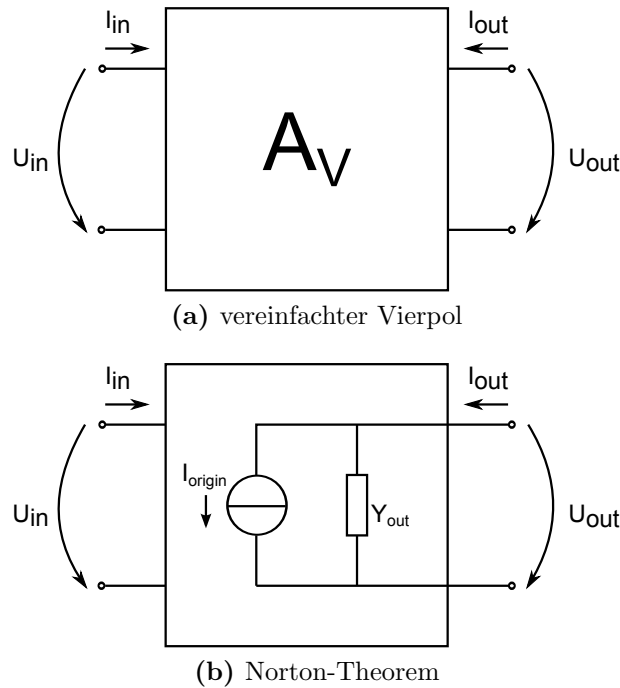 I_in I_out
U_in A_V U_out
(a) vereinfachter Vierpol
I_in I_out
I_origin
U_in Y_out U_out
(b) Norton-Theorem